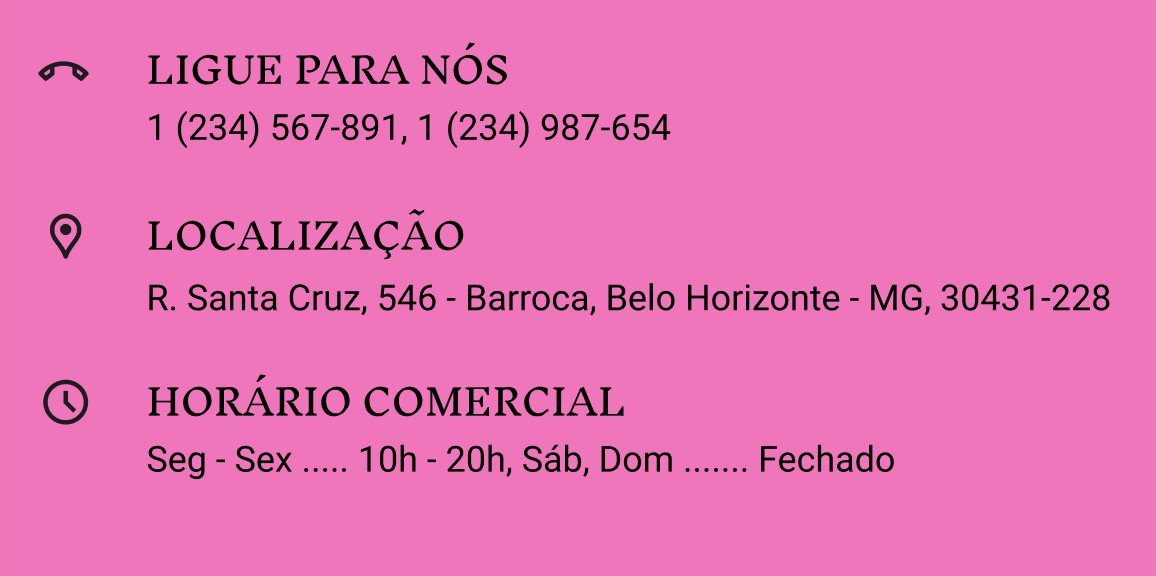 LIGUE PARA NÓS
1 (234) 567-891, 1 (234) 987-654
LOCALIZAÇÃO
R. Santa Cruz, 546 - Barroca, Belo Horizonte - MG, 30431-228
HORÁRIO COMERCIAL
Seg - Sex ..... 10h - 20h, Sáb, Dom ....... Fechado